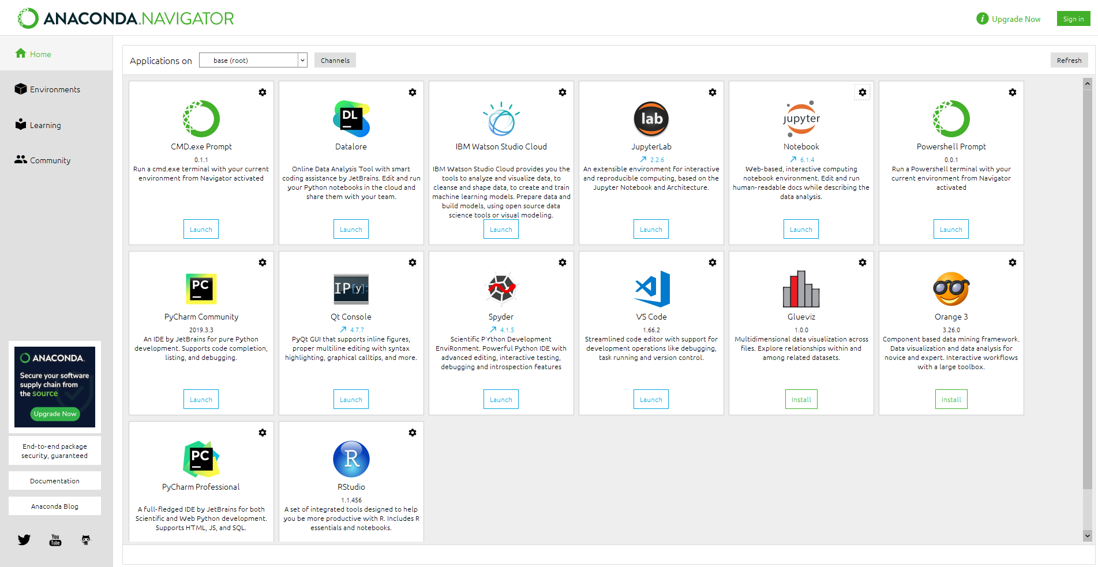 ANACONDA.NAVIGATOR
Upgrade Now
Sign in
Home
Environments
Learning
Community
ANACONDA.
Secure your software
supply chain from
the source
Upgrade Now
End-to-end package
security, guaranteed
Documentation
Anaconda Blog
You
Tube
Applications on
base (root)
Channels
Refresh
CMD.exe Prompt
0.1.1
Run a cmd.exe terminal with your current
environment from Navigator activated
Launch
DL
Datalore
Online Data Analysis Tool with smart
coding assistance by JetBrains. Edit and run
your Python notebooks in the cloud and
share them with your team.
Launch
IBM Watson Studio Cloud
IBM Watson Studio Cloud provides you the
tools to analyze and visualize data, to
cleanse and shape data, to create and train
machine learning models. Prepare data and
build models, using open source data
science tools or visual modeling.
Launch
lab
JupyterLab
2.2.6
An extensible environment for interactive
and reproducible computing, based on the
Jupyter Notebook and Architecture.
Launch
jupyter
Notebook
6.1.4
Web-based, interactive computing
notebook environment. Edit and run
human-readable docs while describing the
data analysis.
Launch
Powershell Prompt
0.0.1
Run a Powershell terminal with your
current environment from Navigator
activated
Launch
PC
PyCharm Community
2019.3.3
An IDE by JetBrains for pure Python
development. Supports code completion,
listing, and debugging.
Launch
IP[y]:
Qt Console
4.7.7
PyQt GUI that supports inline figures,
proper multiline editing with syntax
highlighting, graphical calltips, and more.
Launch
Spyder
4.1.5
Scientific PYthon Development
EnviRonment. Powerful Python IDE with
advanced editing, interactive testing,
debugging and introspection features
Launch
VS Code
1.66.2
Streamlined code editor with support for
development operations like debugging,
task running and version control.
Launch
Glueviz
1.0.0
Multidimensional data visualization across
files. Explore relationships within and
among related datasets.
Install
Orange 3
3.26.0
Component based data mining framework.
Data visualization and data analysis for
novice and expert. Interactive workflows
with a large toolbox.
Install
PC
PyCharm Professional
A full-fledged IDE by JetBrains for both
Scientific and Web Python development.
Supports HTML, JS, and SQL.
R
RStudio
1.1.456
A set of integrated tools designed to help
you be more productive with R. Includes R
essentials and notebooks.